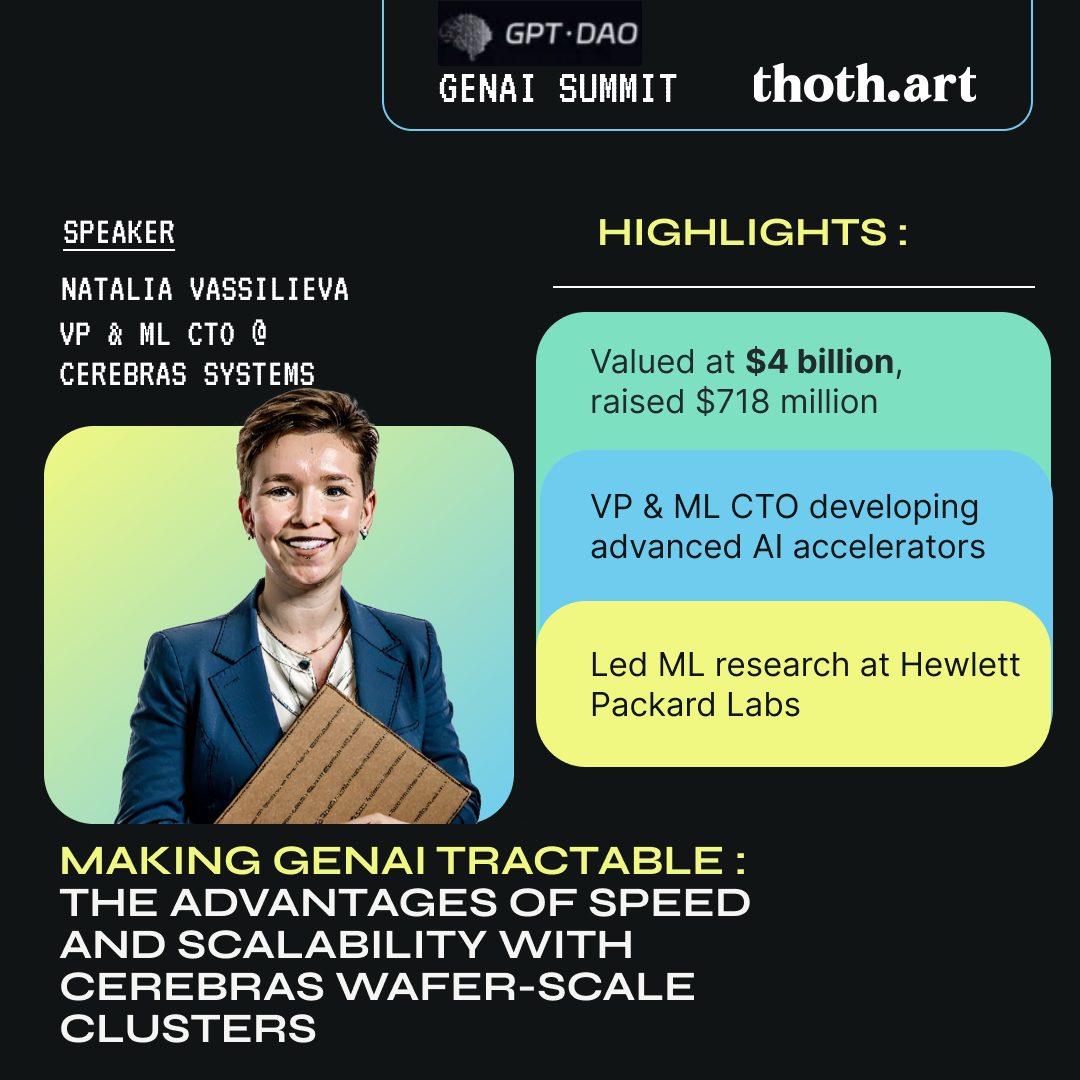 GPT·DAO
GENAI SUMMIT
thoth.art
SPEAKER
NATALIA VASSILIEVA
VP & ML CTO @
CEREBRAS SYSTEMS
HIGHLIGHTS :
Valued at $4 billion,
raised $718 million
VP & ML CTO developing
advanced AI accelerators
Led ML research at Hewlett
Packard Labs
MAKING GENAI TRACTABLE :
THE ADVANTAGES OF SPEED
AND SCALABILITY WITH
CEREBRAS WAFER-SCALE
CLUSTERS